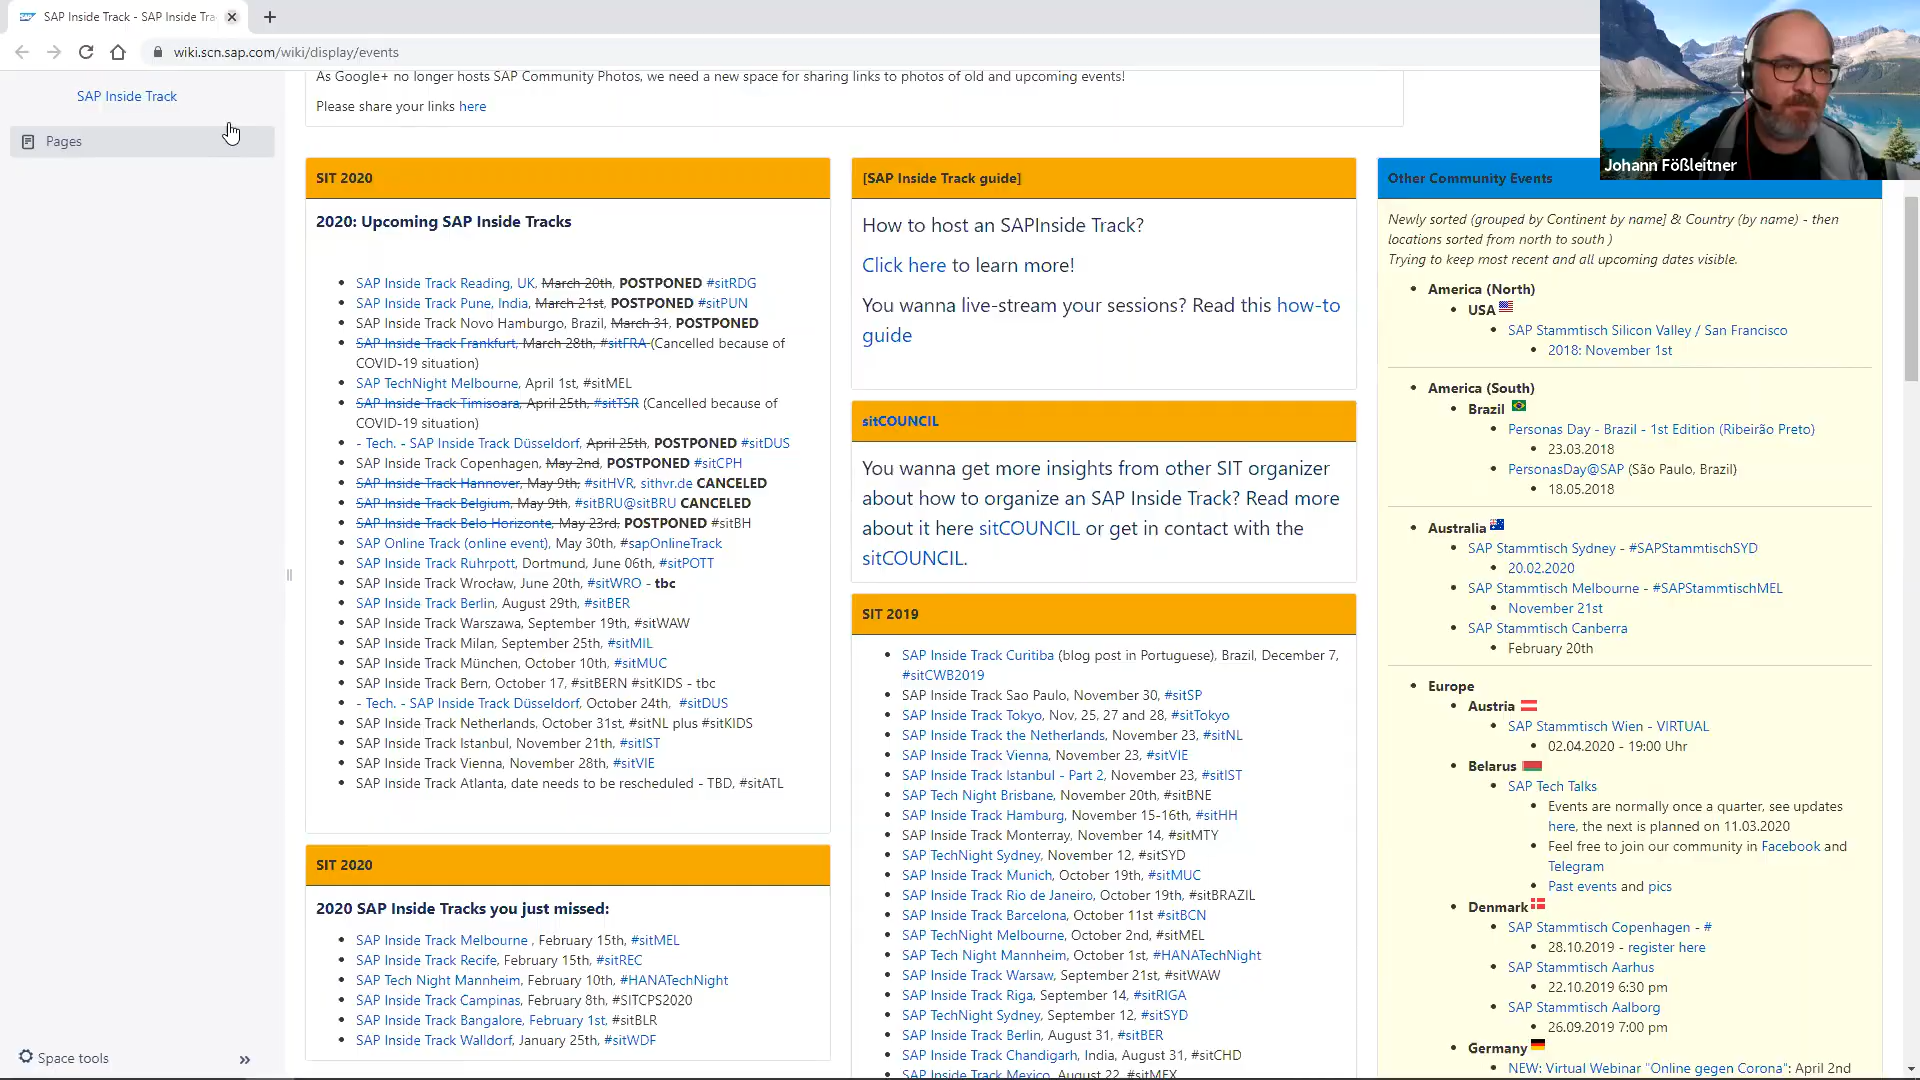 SAP Inside Track - SAP Inside Tra
wiki.scn.sap.com/wiki/display/events
SAP Inside Track
Pages
Space tools
As Google+ no longer hosts SAP Community Photos, we need a new space for sharing links to photos of old and upcoming events!
Please share your links here
SIT 2020
2020: Upcoming SAP Inside Tracks
SAP Inside Track Reading, UK, March 20th, POSTPONED #sitRDG
SAP Inside Track Pune, India, March 21st, POSTPONED #sitPUN
SAP Inside Track Novo Hamburgo, Brazil, March 31, POSTPONED
SAP Inside Track Frankfurt, March 28th, #sitFRA (Cancelled because of
COVID-19 situation)
SAP TechNight Melbourne, April 1st, #sitMEL
SAP Inside Track Timisoara, April 25th, #sitTSR (Cancelled because of
COVID-19 situation)
- Tech. - SAP Inside Track Düsseldorf, April 25th, POSTPONED #sitDUS
SAP Inside Track Copenhagen, May 2nd, POSTPONED #sitCPH
SAP Inside Track Hannover, May 9th, #sitHVR, sithvr.de CANCELED
SAP Inside Track Belgium, May 9th, #sitBRU@sitBRU CANCELED
SAP Inside Track Belo Horizonte, May 23rd, POSTPONED #sitBH
SAP Online Track (online event), May 30th, #sapOnlineTrack
SAP Inside Track Ruhrpott, Dortmund, June 06th, #sitPOTT
SAP Inside Track Wrocław, June 20th, #sitWRO - tbc
SAP Inside Track Berlin, August 29th, #sitBER
SAP Inside Track Warszawa, September 19th, #sitWAW
SAP Inside Track Milan, September 25th, #sitMIL
SAP Inside Track München, October 10th, #sitMUC
SAP Inside Track Bern, October 17, #sitBERN #sitKIDS - tbc
- Tech. - SAP Inside Track Düsseldorf, October 24th, #sitDUS
SAP Inside Track Netherlands, October 31st, #sitNL plus #sitKIDS
SAP Inside Track Istanbul, November 21th, #sitIST
SAP Inside Track Vienna, November 28th, #sitVIE
SAP Inside Track Atlanta, date needs to be rescheduled - TBD, #sitATL
SIT 2020
2020 SAP Inside Tracks you just missed:
SAP Inside Track Melbourne , February 15th, #sitMEL
SAP Inside Track Recife, February 15th, #sitREC
SAP Tech Night Mannheim, February 10th, #HANATechNight
SAP Inside Track Campinas, February 8th, #SITCPS2020
SAP Inside Track Bangalore, February 1st, #sitBLR
SAP Inside Track Walldorf, January 25th, #sitWDF
[SAP Inside Track guide]
How to host an SAPInside Track?
Click here to learn more!
You wanna live-stream your sessions? Read this how-to
guide
sitCOUNCIL
You wanna get more insights from other SIT organizer
about how to organize an SAP Inside Track? Read more
about it here sitCOUNCIL or get in contact with the
sitCOUNCIL.
SIT 2019
SAP Inside Track Curitiba (blog post in Portuguese), Brazil, December 7,
#sitCWB2019
SAP Inside Track Sao Paulo, November 30, #sitSP
SAP Inside Track Tokyo, Nov, 25, 27 and 28, #sitTokyo
SAP Inside Track the Netherlands, November 23, #sitNL
SAP Inside Track Vienna, November 23, #sitVIE
SAP Inside Track Istanbul - Part 2, November 23, #sitIST
SAP Tech Night Brisbane, November 20th, #sitBNE
SAP Inside Track Hamburg, November 15-16th, #sitHH
SAP Inside Track Monterray, November 14, #sitMTY
SAP TechNight Sydney, November 12, #sitSYD
SAP Inside Track Munich, October 19th, #sitMUC
SAP Inside Track Rio de Janeiro, October 19th, #sitBRAZIL
SAP Inside Track Barcelona, October 11st #sitBCN
SAP TechNight Melbourne, October 2nd, #sitMEL
SAP Tech Night Mannheim, October 1st, #HANATechNight
SAP Inside Track Warsaw, September 21st, #sitWAW
SAP Inside Track Riga, September 14, #sitRIGA
SAP TechNight Sydney, September 12, #sitSYD
SAP Inside Track Berlin, August 31, #sitBER
SAP Inside Track Chandigarh, India, August 31, #sitCHD
SAP Inside Track Mexico, August 22, #sitMEX
Johann Fößleitner
Other Community Events
Newly sorted (grouped by Continent by name] & Country (by name) - then
locations sorted from north to south )
Trying to keep most recent and all upcoming dates visible.
America (North)
USA
SAP Stammtisch Silicon Valley / San Francisco
2018: November 1st
America (South)
Brazil
Personas Day - Brazil - 1st Edition (Ribeirão Preto)
23.03.2018
PersonasDay@SAP (São Paulo, Brazil)
18.05.2018
Australia
SAP Stammtisch Sydney - #SAPStammtischSYD
20.02.2020
SAP Stammtisch Melbourne - #SAPStammtischMEL
November 21st
SAP Stammtisch Canberra
February 20th
Europe
Austria
SAP Stammtisch Wien - VIRTUAL
02.04.2020 - 19:00 Uhr
Belarus
SAP Tech Talks
Events are normally once a quarter, see updates
here, the next is planned on 11.03.2020
Feel free to join our community in Facebook and
Telegram
Past events and pics
Denmark
SAP Stammtisch Copenhagen - #
28.10.2019 - register here
SAP Stammtisch Aarhus
22.10.2019 6:30 pm
SAP Stammtisch Aalborg
26.09.2019 7:00 pm
Germany
NEW: Virtual Webinar "Online gegen Corona": April 2nd